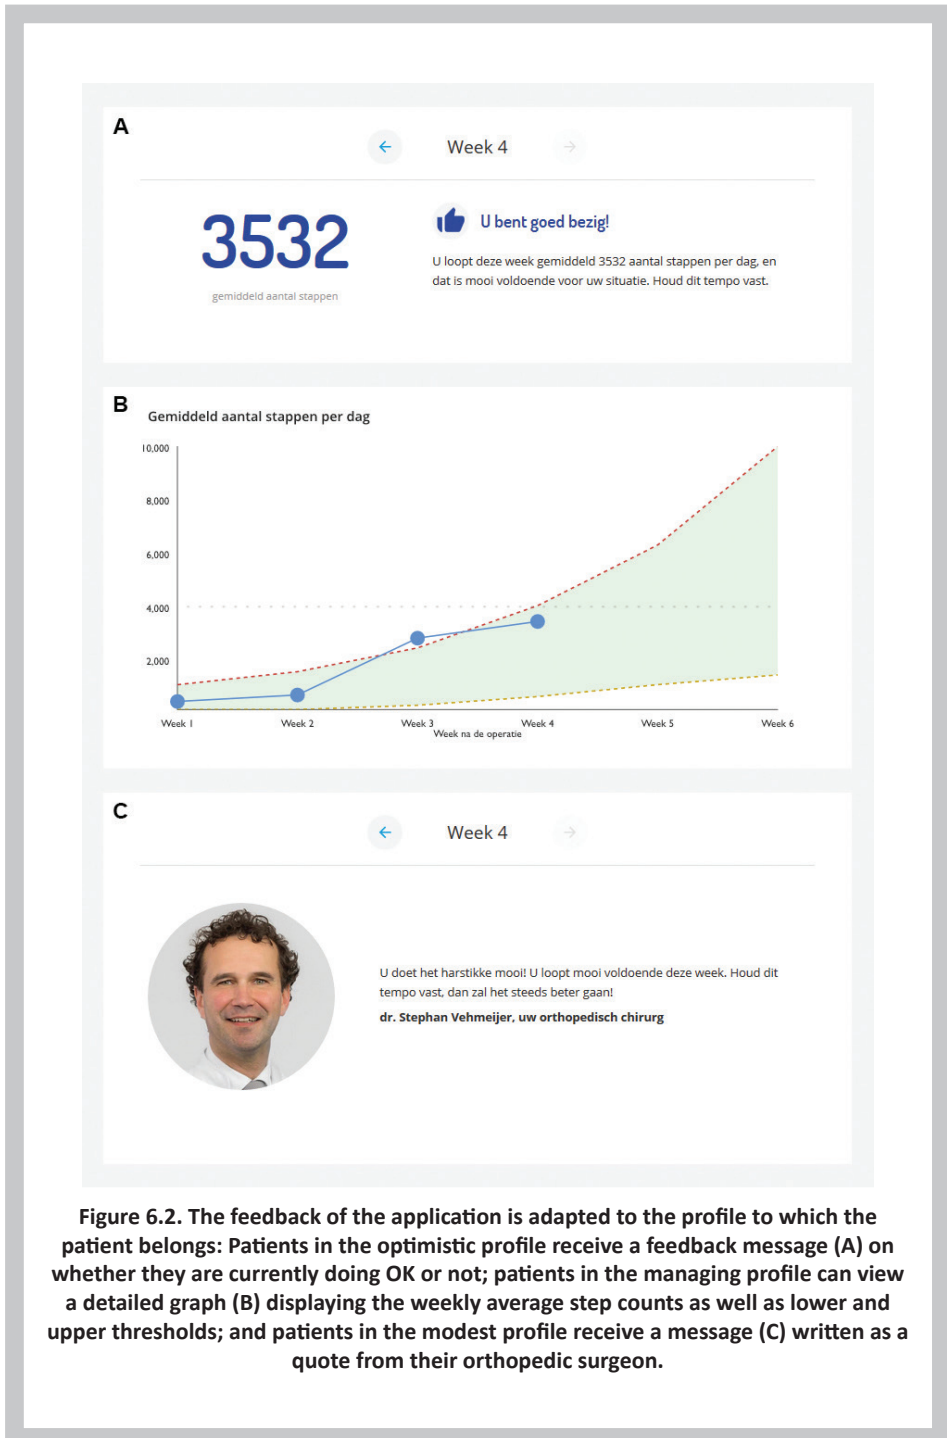 A
Week 4
3532
gemiddeld aantal stappen
U bent goed bezig!
U loopt deze week gemiddeld 3532 aantal stappen per dag, en
dat is mooi voldoende voor uw situatie. Houd dit tempo vast.
B
Gemiddeld aantal stappen per dag
10,000
8,000
6,000
4,000
2,000
Week 1 Week 2 Week 3 Week 4 Week 5 Week 6
Week na de operatie
C
Week 4
U doet het harstikke mooi! U loopt mooi voldoende deze week. Houd dit
tempo vast, dan zal het steeds beter gaan!
dr. Stephan Vehmeijer, uw orthopedisch chirurg
Figure 6.2. The feedback of the application is adapted to the profile to which the
patient belongs: Patients in the optimistic profile receive a feedback message (A) on
whether they are currently doing OK or not; patients in the managing profile can view
a detailed graph (B) displaying the weekly average step counts as well as lower and
upper thresholds; and patients in the modest profile receive a message (C) written as a
quote from their orthopedic surgeon.